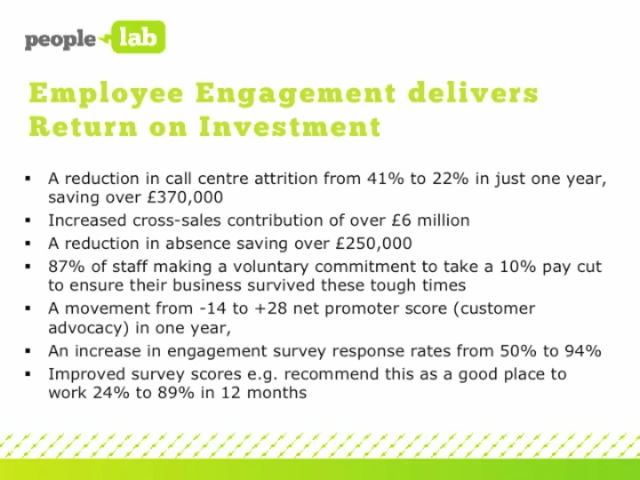 people lab
Employee Engagement delivers
Return on Investment
▪ A reduction in call centre attrition from 41% to 22% in just one year,
saving over £370,000
▪ Increased cross-sales contribution of over £6 million
▪ A reduction in absence saving over £250,000
▪ 87% of staff making a voluntary commitment to take a 10% pay cut
to ensure their business survived these tough times
▪ A movement from -14 to +28 net promoter score (customer
advocacy) in one year,
▪ An increase in engagement survey response rates from 50% to 94%
▪ Improved survey scores e.g. recommend this as a good place to
work 24% to 89% in 12 months